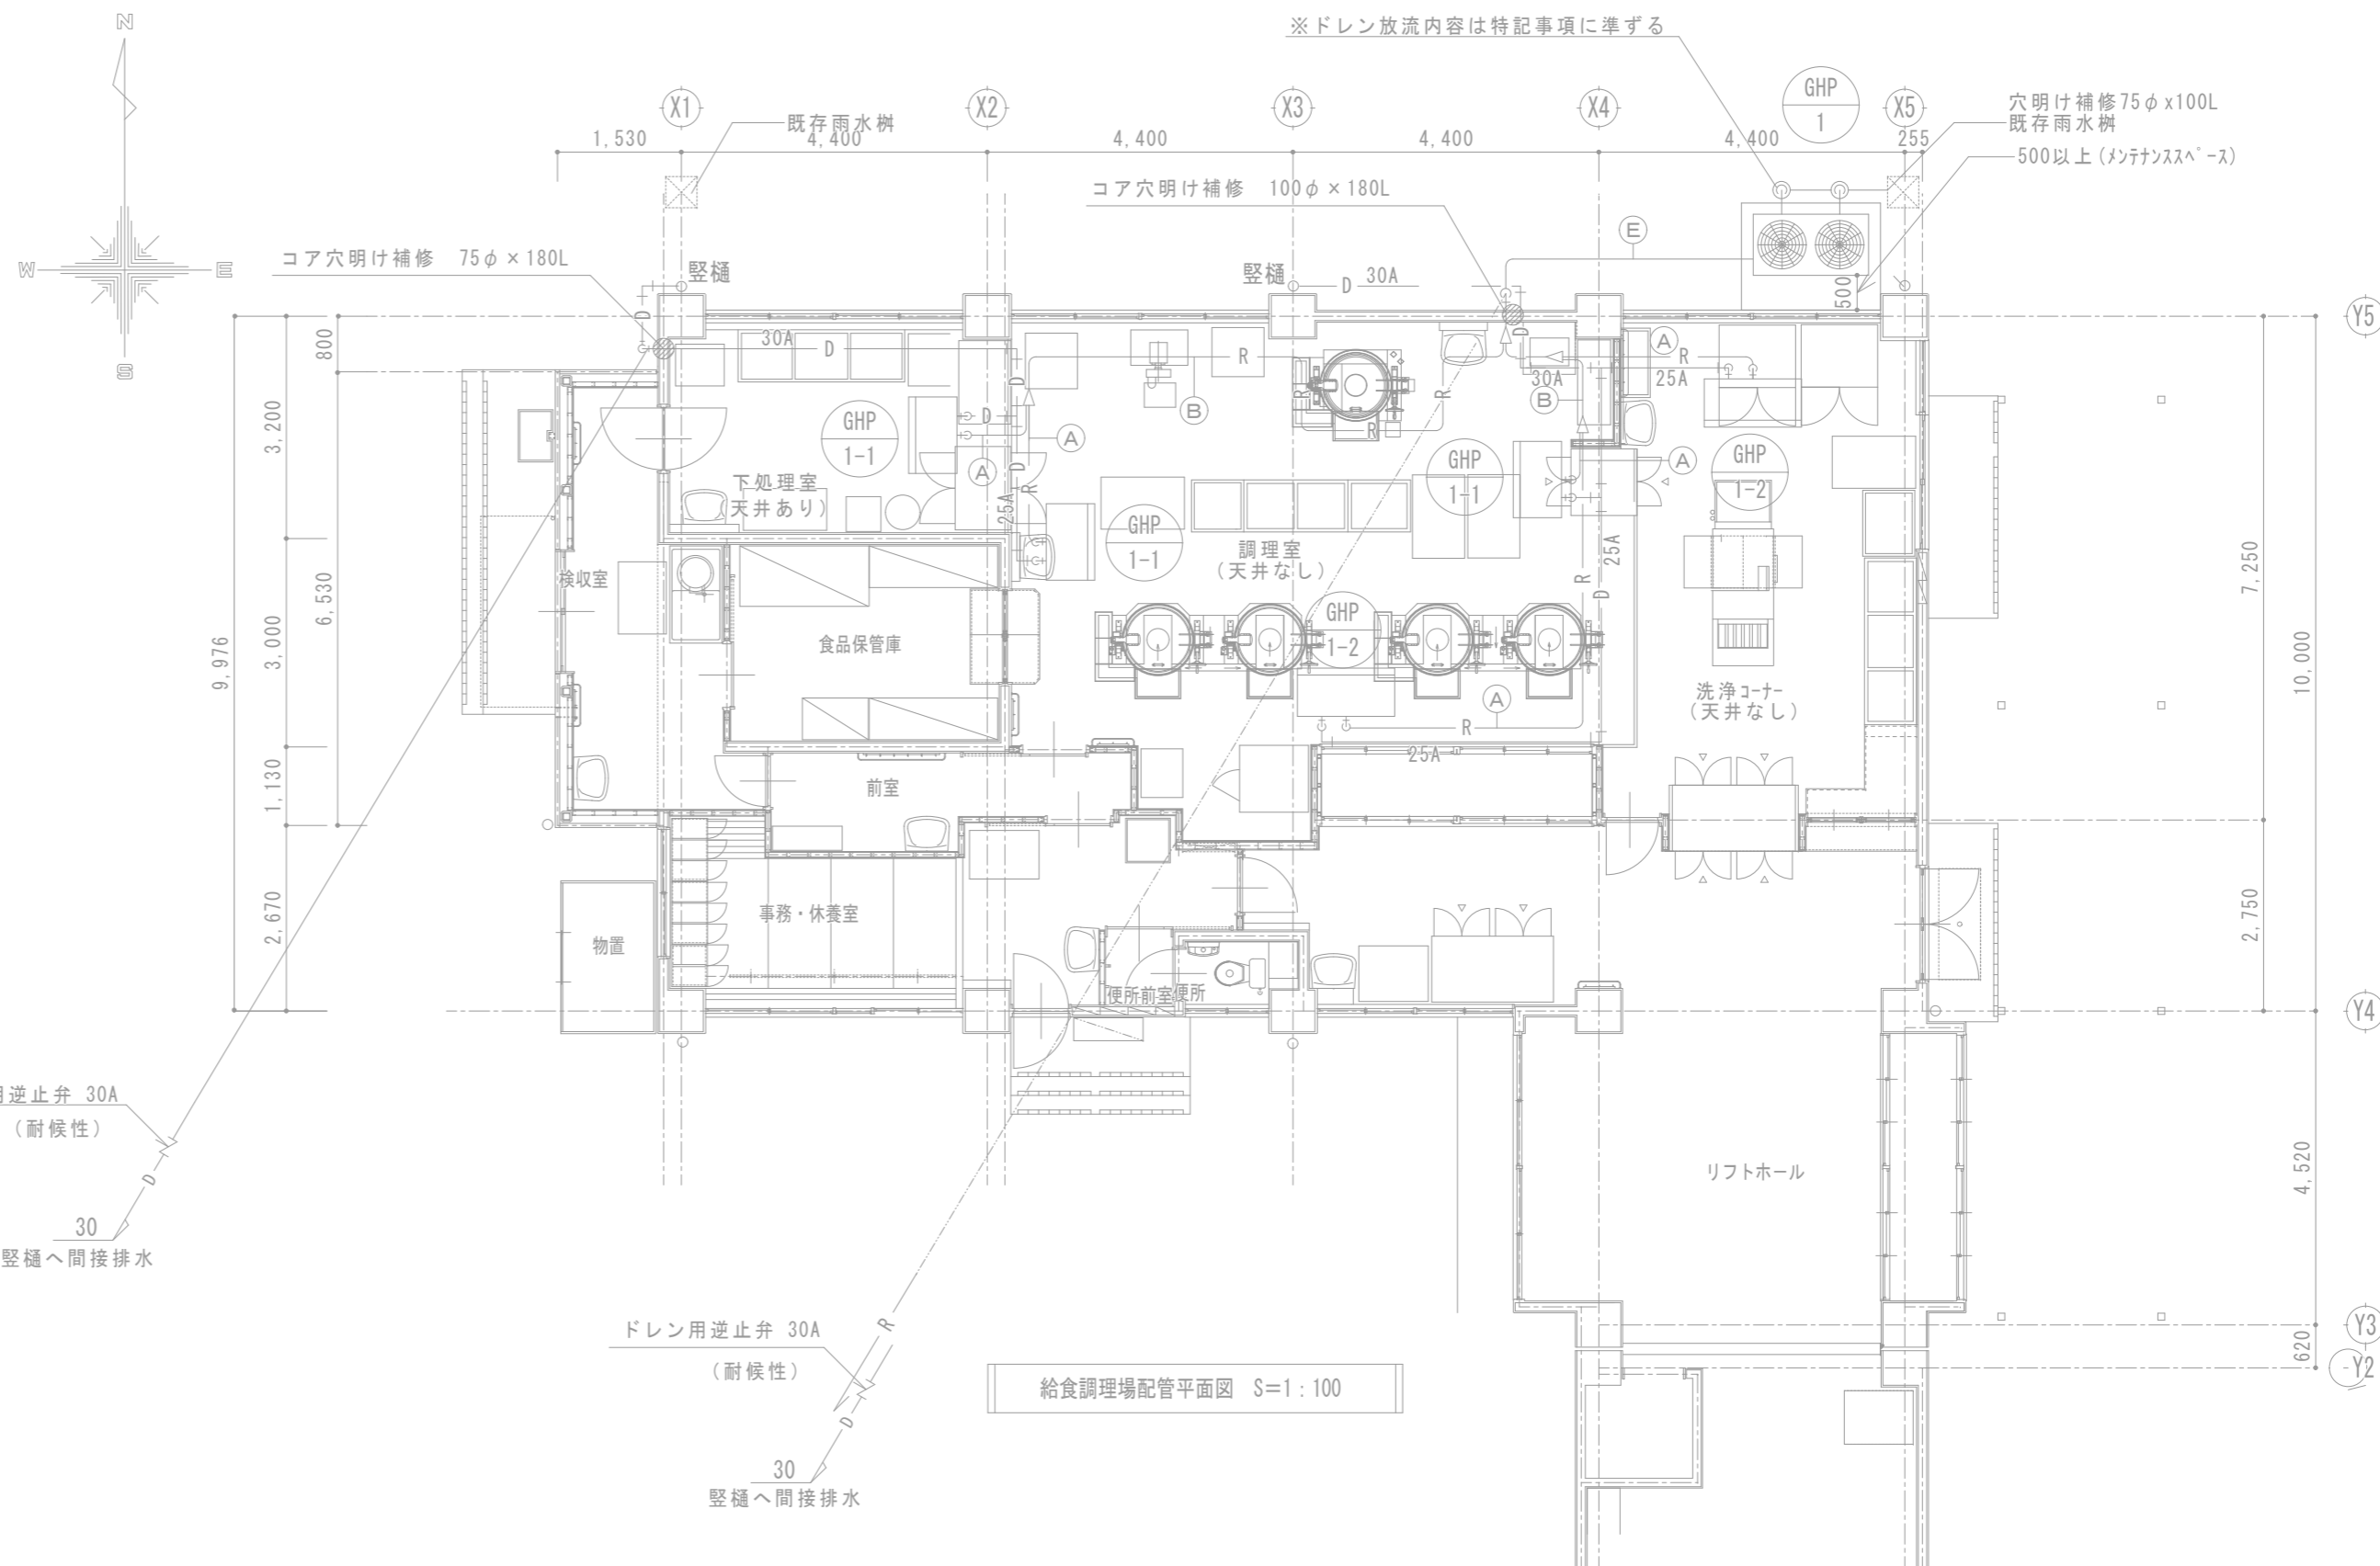 N
※ドレン放流内容は特記事項に準ずる
GHP
1
X1
X2
X3
X4
X5
穴明け補修75φx100L
既存雨水桝
既存雨水桝
1,530
4,400
4,400
4,400
4,400
255
500以上(メンテナンススペース)
コア穴明け補修 100φ×180L
E
W
E
コア穴明け補修 75φ×180L
竪樋
竪樋
D
30A
500
S
Y5
D
800
30A
D
D
R
R
A
R
30A
25A
D
R
R
B
B
3,200
GHP
1-1
D
A
R
A
GHP
1-1
A
GHP
1-2
下処理室
天井あり)
D
R
25A
GHP
1-1
調理室
(天井なし)
25A
R
D
検収室
7,250
6,530
3,000
9,976
食品保管庫
GHP
1-2
10,000
洗浄コーナー
(天井なし)
A
R
25A
1,130
前室
2,670
事務・休養室
物置
2,750
便所前室
便所
Y4
用逆止弁 30A
(耐候性)
D
30
竪樋へ間接排水
リフトホール
4,520
ドレン用逆止弁 30A
(耐候性)
R
D
30
竪樋へ間接排水
給食調理場配管平面図 S=1:100
Y3
620
Y2